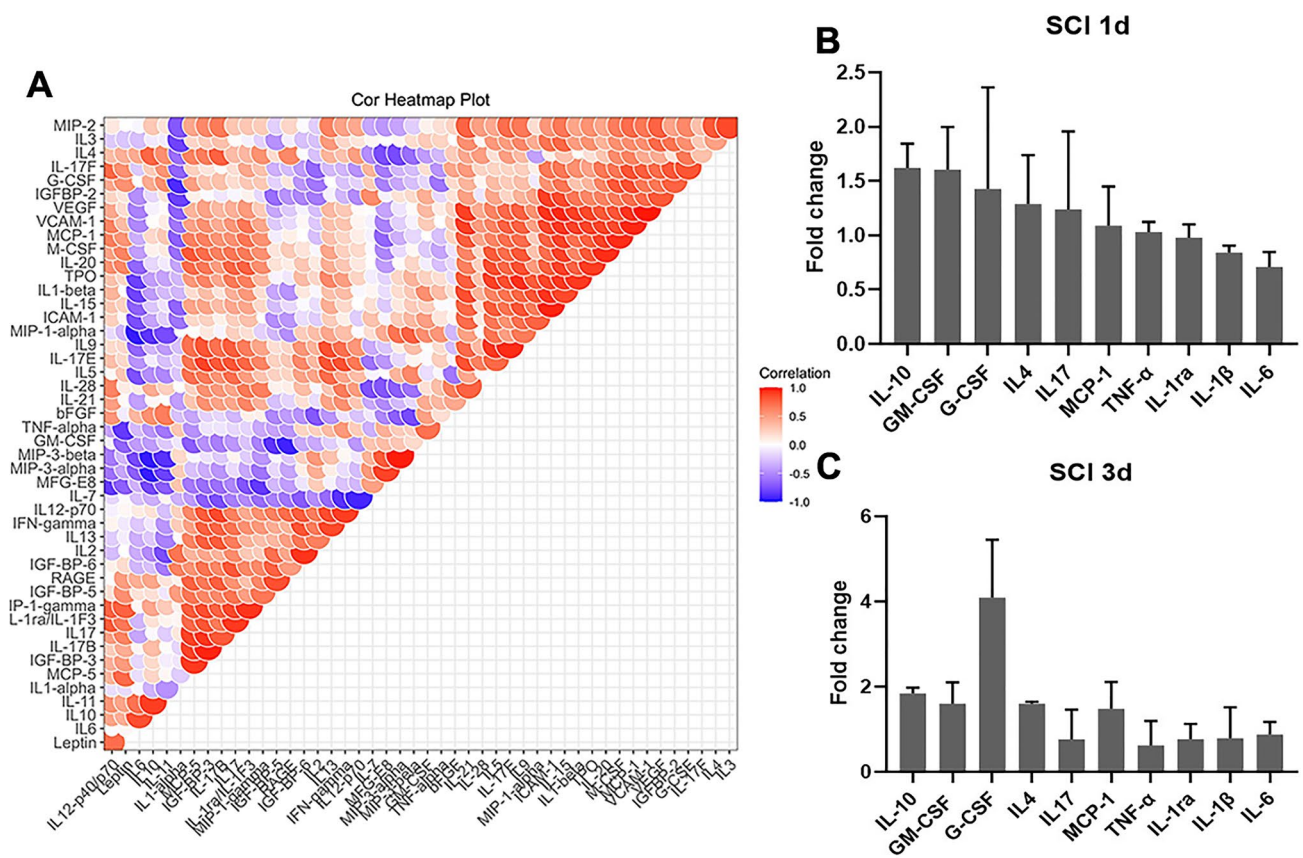 A
Cor Heatmap Plot
MIP-2
IL3
IL4
IL-17F
G-CSF
IGFBP-2
VEGF
VCAM-1
MCP-1
M-CSF
IL-20
TPO
IL1-beta
IL-15
ICAM-1
MIP-1-alpha
IL9
IL-17E
IL5
IL-28
IL-21
bFGF
TNF-alpha
GM-CSF
MIP-3-beta
MIP-3-alpha
MFG-E8
IL-7
IL12-p70
IFN-gamma
IL13
IL2
IGF-BP-6
RAGE
IGF-BP-5
IP-1-gamma
L-1ra/IL-1F3
IL17
IL-17B
IGF-BP-3
MCP-5
IL1-alpha
IL-11
IL10
IL6
Leptin
IL12-p40/p70
Leptin
IL1-alpha
MCP-5
IL-17B
IL17
IL2
IL13
IFN-gamma
IL12-p70
IL-7
MFG-E8
TNF-alpha
IL-21
IL-28
IL5
IL-17E
IL9
MIP-1-alpha
ICAM-1
IL-15
IL1-beta
TPO
IL-20
M-CSF
MCP-1
VCAM-1
VEGF
IGFBP-2
G-CSF
IL-17F
IL4
IL3
Correlation
1.0
0.5
0.0
-0.5
-1.0
B
SCI 1d
Fold change
2.5
2.0
1.5
1.0
0.5
0.0
IL-10
GM-CSF
G-CSF
IL4
IL17
MCP-1
TNF-α
IL-1ra
IL-1β
IL-6
C
SCI 3d
Fold change
6
4
2
0
IL-10
GM-CSF
G-CSF
IL4
IL17
MCP-1
TNF-α
IL-1ra
IL-1β
IL-6